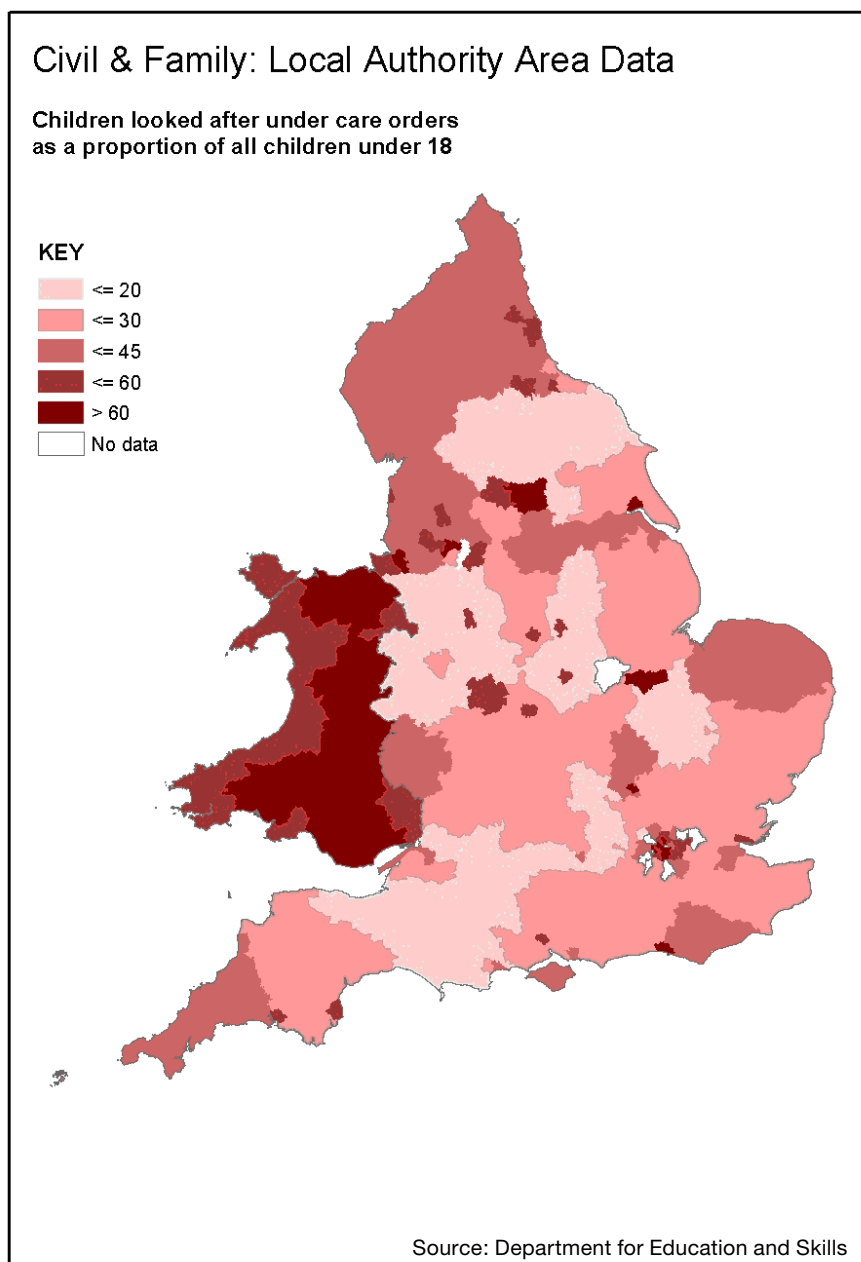 Civil & Family: Local Authority Area Data
Children looked after under care orders
as a proportion of all children under 18
KEY
<= 20
<= 30
<= 45
<= 60
> 60
No data
Source: Department for Education and Skills